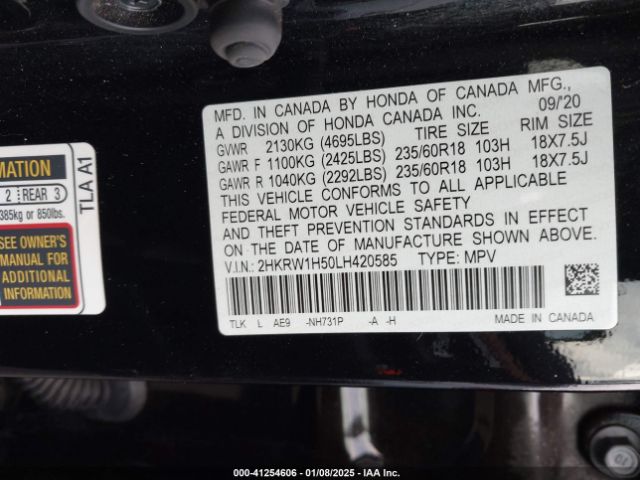 MFD. IN CANADA BY HONDA OF CANADA MFG.,
A DIVISION OF HONDA CANADA INC. 09/'20
GVWR 2130KG (4695LBS) TIRE SIZE RIM SIZE
GAWR F 1100KG (2425LBS) 235/60R18 103H 18X7.5J
GAWR R 1040KG (2292LBS) 235/60R18 103H 18X7.5J
THIS VEHICLE CONFORMS TO ALL APPLICABLE
FEDERAL MOTOR VEHICLE SAFETY
AND THEFT PREVENTION STANDARDS IN EFFECT
ON THE DATE OF MANUFACTURE SHOWN ABOVE.
V.I.N.: 2HKRW1H50LH420585 TYPE: MPV
TLK L AE9 -NH731P -A -H MADE IN CANADA
MATION
2 REAR 3
385kg or 850lbs.
SEE OWNER'S
MANUAL FOR
ADDITIONAL
INFORMATION
TLA A1
000-41254606 - 01/08/2025 - IAA Inc.